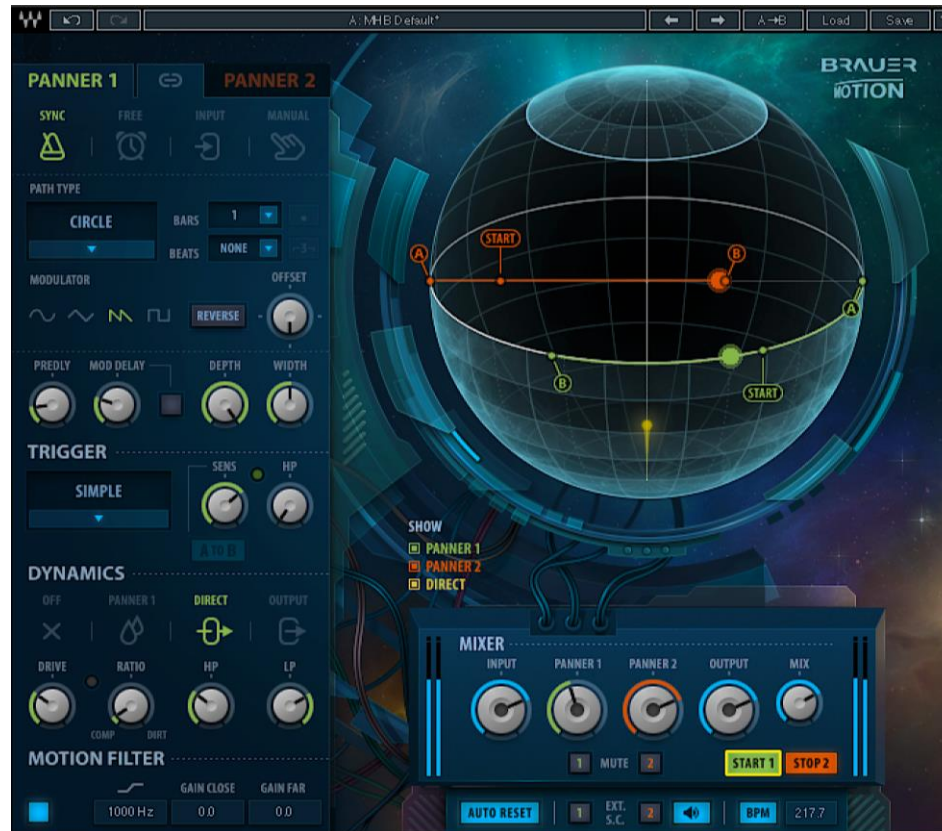 A: MHB Default*
A→B
Load
Save
BRAUER
MOTION
PANNER 1
PANNER 2
SYNC
FREE
INPUT
MANUAL
PATH TYPE
CIRCLE
BARS
1
BEATS
NONE
-3-
MODULATOR
REVERSE
OFFSET
PREDLY
MOD DELAY
DEPTH
WIDTH
TRIGGER
SIMPLE
SENS
HP
A TO B
DYNAMICS
OFF
PANNER 1
DIRECT
OUTPUT
DRIVE
RATIO
HP
LP
COMP
DIRT
MOTION FILTER
GAIN CLOSE
GAIN FAR
1000 Hz
0.0
0.0
A
START
B
A
B
START
SHOW
PANNER 1
PANNER 2
DIRECT
MIXER
INPUT
PANNER 1
PANNER 2
OUTPUT
MIX
1
MUTE
2
START 1
STOP 2
AUTO RESET
1
EXT.
S.C.
2
BPM
217.7